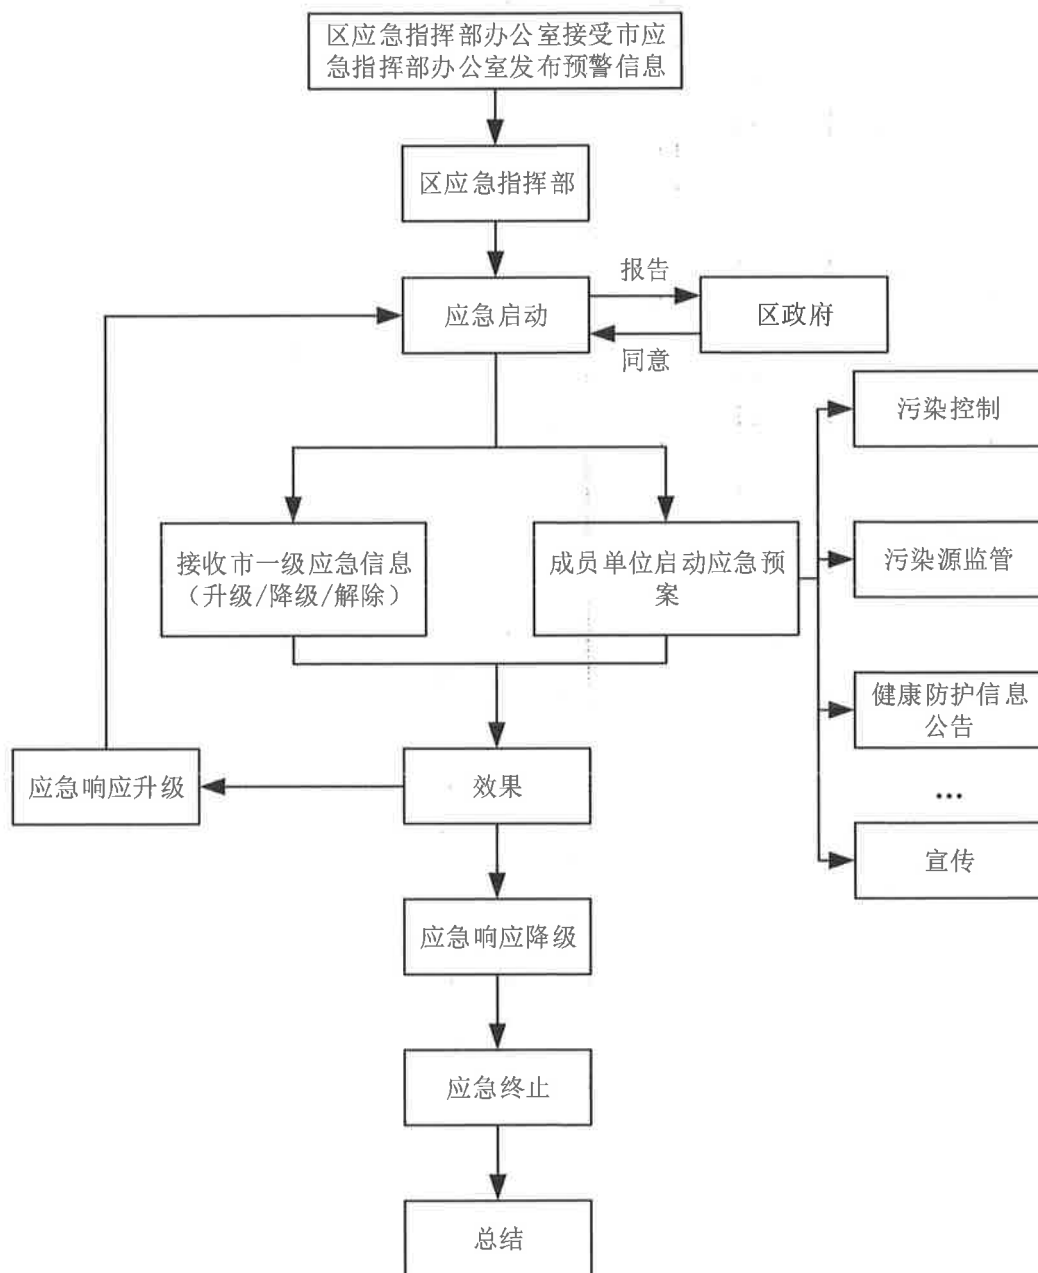 区应急指挥部办公室接受市应
急指挥部办公室发布预警信息
区应急指挥部
报告
应急启动
区政府
同意
污染控制
接收市一级应急信息
（升级/降级/解除）
成员单位启动应急预
案
污染源监管
健康防护信息
公告
应急响应升级
效果
...
宣传
应急响应降级
应急终止
总结